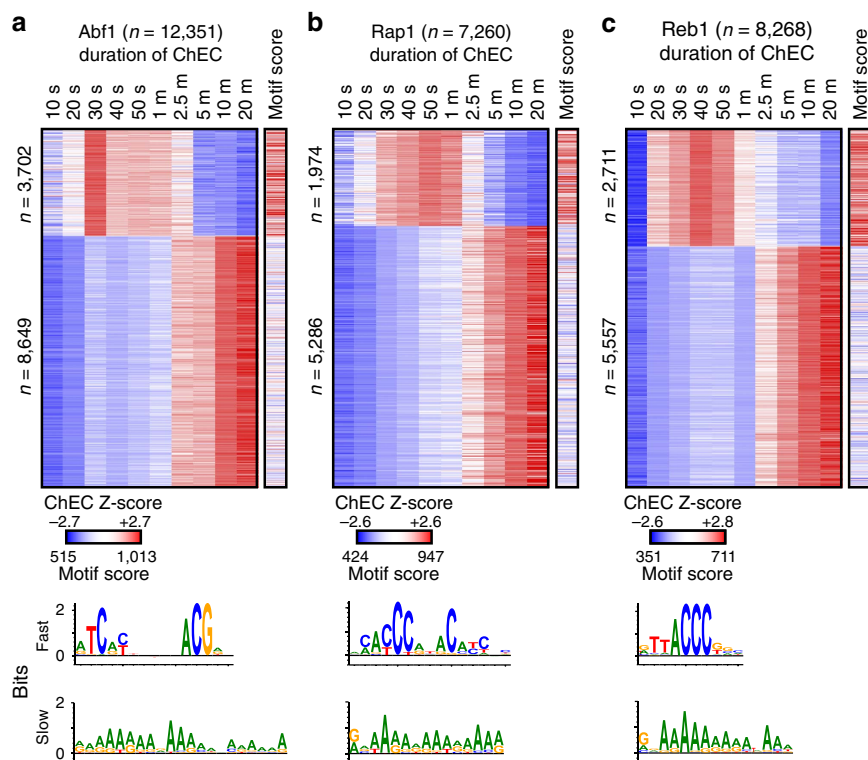 a
Abf1 (n = 12,351)
duration of ChEC
Motif score
10 s
20 s
30 s
40 s
50 s
1 m
2.5 m
5 m
10 m
20 m
n = 3,702
n = 8,649
ChEC Z-score
–2.7 +2.7
515 1,013
Motif score
b
Rap1 (n = 7,260)
duration of ChEC
Motif score
10 s
20 s
30 s
40 s
50 s
1 m
2.5 m
5 m
10 m
20 m
n = 1,974
n = 5,286
ChEC Z-score
–2.6 +2.6
424 947
Motif score
c
Reb1 (n = 8,268)
duration of ChEC
Motif score
10 s
20 s
30 s
40 s
50 s
1 m
2.5 m
5 m
10 m
20 m
n = 2,711
n = 5,557
ChEC Z-score
–2.6 +2.8
351 711
Motif score
Bits
Fast
2
0
Slow
2
0